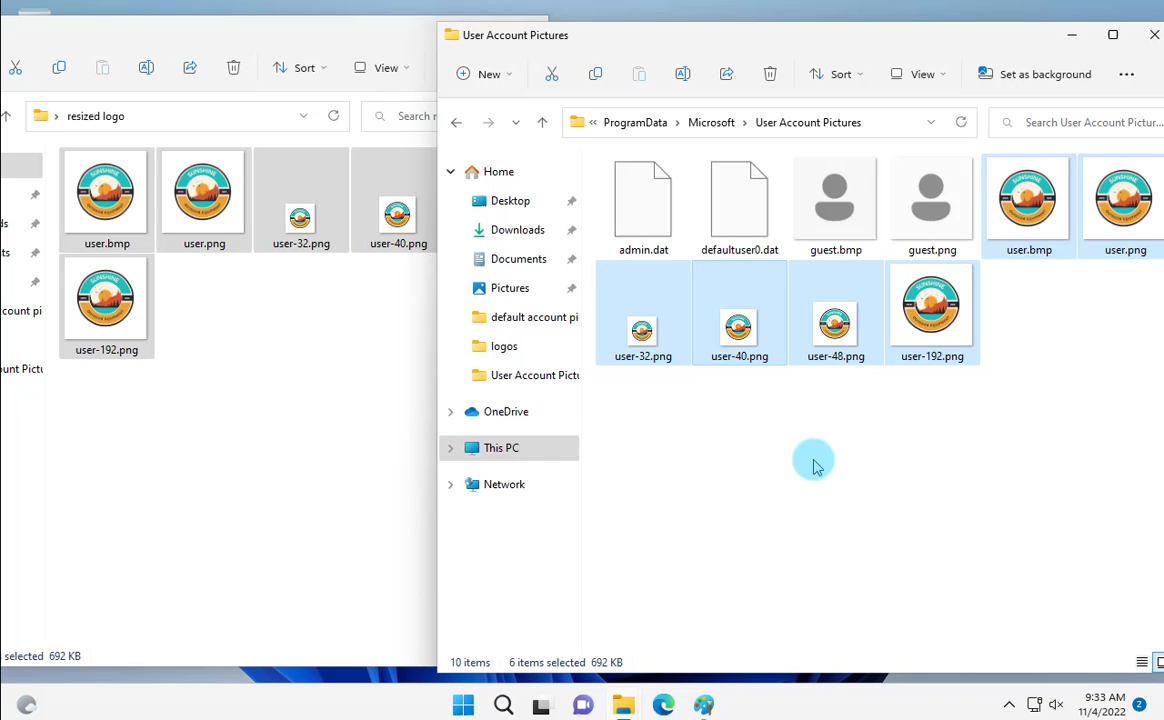 Sort
View
resized logo
Search r
user.bmp
user.png
user-32.png
user-40.png
user-192.png
selected 692 KB
User Account Pictures
New
Sort
View
Set as background
« ProgramData > Microsoft > User Account Pictures
Search User Account Pictur...
Home
Desktop
Downloads
Documents
Pictures
default account pi
logos
User Account Pictu
OneDrive
This PC
Network
admin.dat
defaultuser0.dat
guest.bmp
guest.png
user.bmp
user.png
user-32.png
user-40.png
user-48.png
user-192.png
10 items
6 items selected 692 KB
9:33 AM
11/4/2022
2